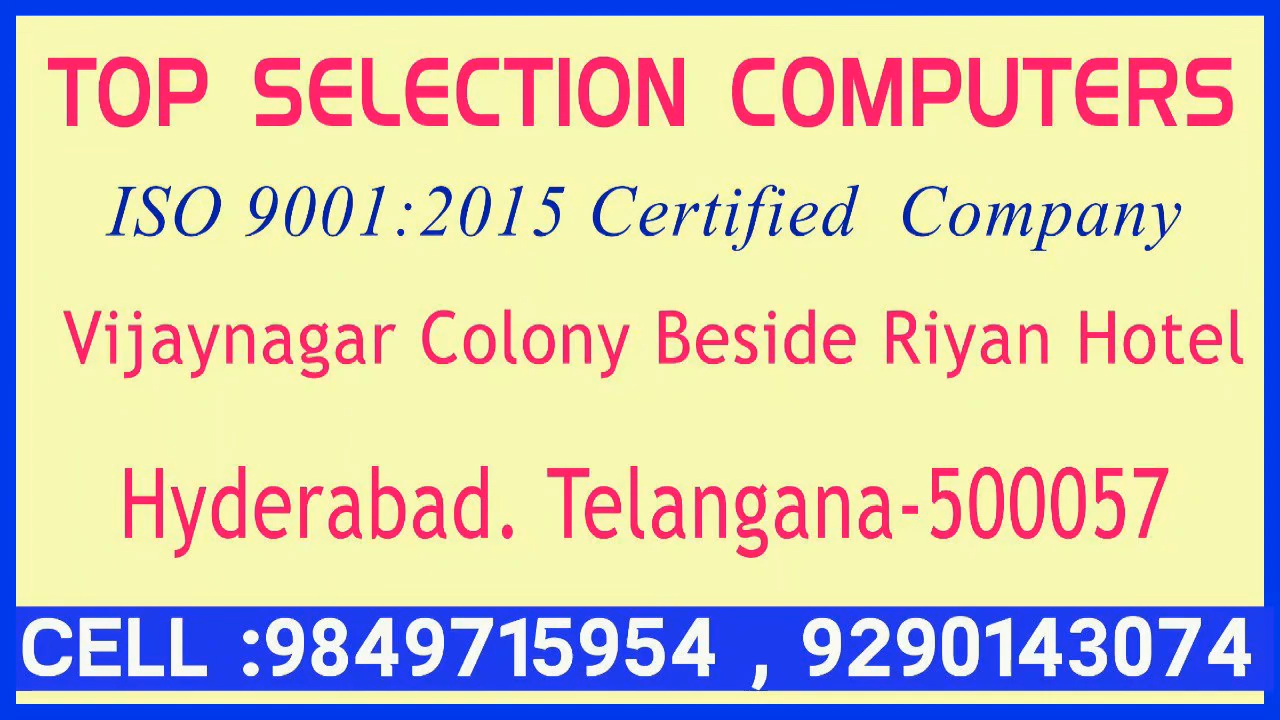 TOP SELECTION COMPUTERS
ISO 9001:2015 Certified Company
Vijaynagar Colony Beside Riyan Hotel
Hyderabad. Telangana-500057
CELL :9849715954 , 9290143074